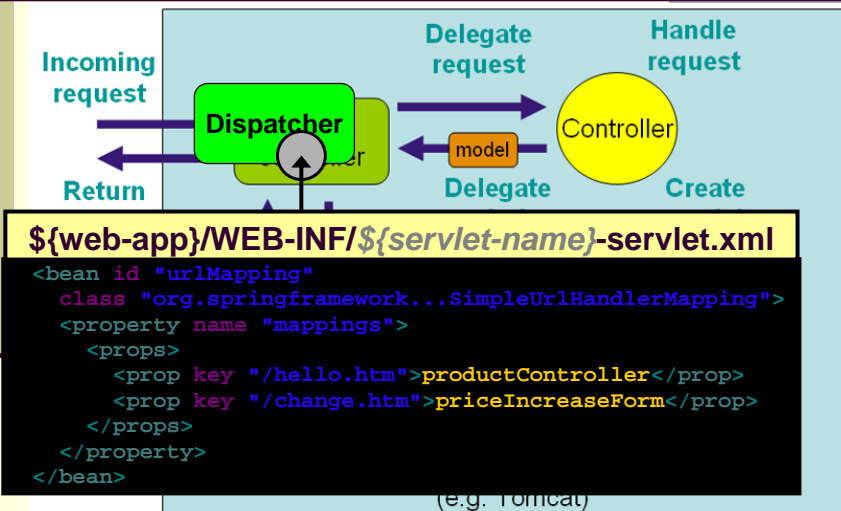 Incoming
request
Delegate
request
Handle
request
Dispatcher
Controller
model
Return
Delegate
Create
${web-app}/WEB-INF/${servlet-name}-servlet.xml
<bean id "urlMapping"
class "org.springframework...SimpleUrlHandlerMapping">
<property name "mappings">
<props>
<prop key "/hello.htm">productController</prop>
<prop key "/change.htm">priceIncreaseForm</prop>
</props>
</property>
</bean>
(e.g. Tomcat)